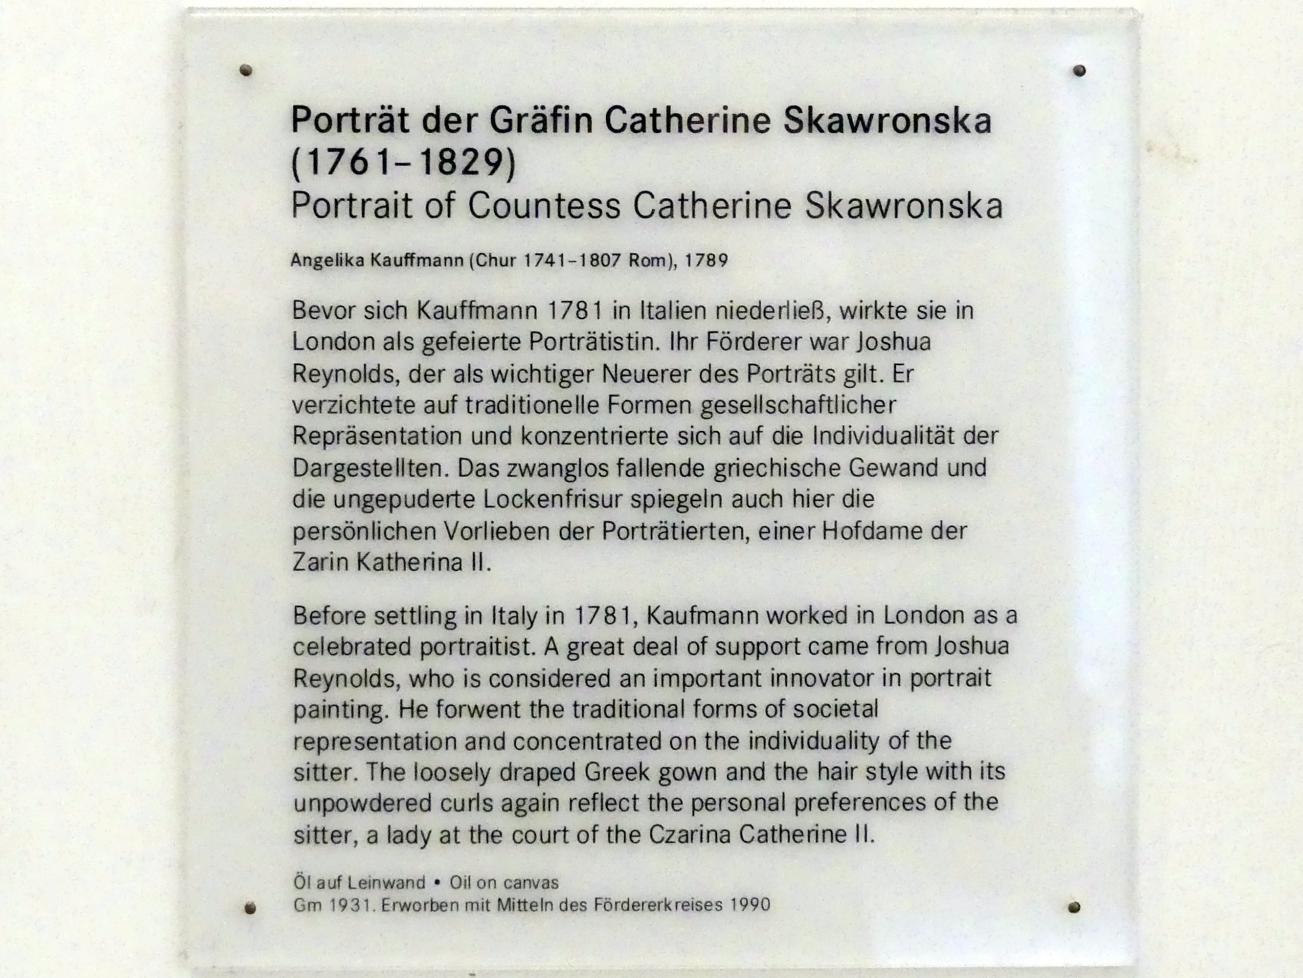 Porträt der Gräfin Catherine Skawronska
(1761–1829)
Portrait of Countess Catherine Skawronska
Angelika Kauffmann (Chur 1741–1807 Rom), 1789
Bevor sich Kauffmann 1781 in Italien niederließ, wirkte sie in
London als gefeierte Porträtistin. Ihr Förderer war Joshua
Reynolds, der als wichtiger Neuerer des Porträts gilt. Er
verzichtete auf traditionelle Formen gesellschaftlicher
Repräsentation und konzentrierte sich auf die Individualität der
Dargestellten. Das zwanglos fallende griechische Gewand und
die ungepuderte Lockenfrisur spiegeln auch hier die
persönlichen Vorlieben der Porträtierten, einer Hofdame der
Zarin Katherina II.
Before settling in Italy in 1781, Kaufmann worked in London as a
celebrated portraitist. A great deal of support came from Joshua
Reynolds, who is considered an important innovator in portrait
painting. He forwent the traditional forms of societal
representation and concentrated on the individuality of the
sitter. The loosely draped Greek gown and the hair style with its
unpowdered curls again reflect the personal preferences of the
sitter, a lady at the court of the Czarina Catherine II.
Öl auf Leinwand • Oil on canvas
Gm 1931. Erworben mit Mitteln des Fördererkreises 1990